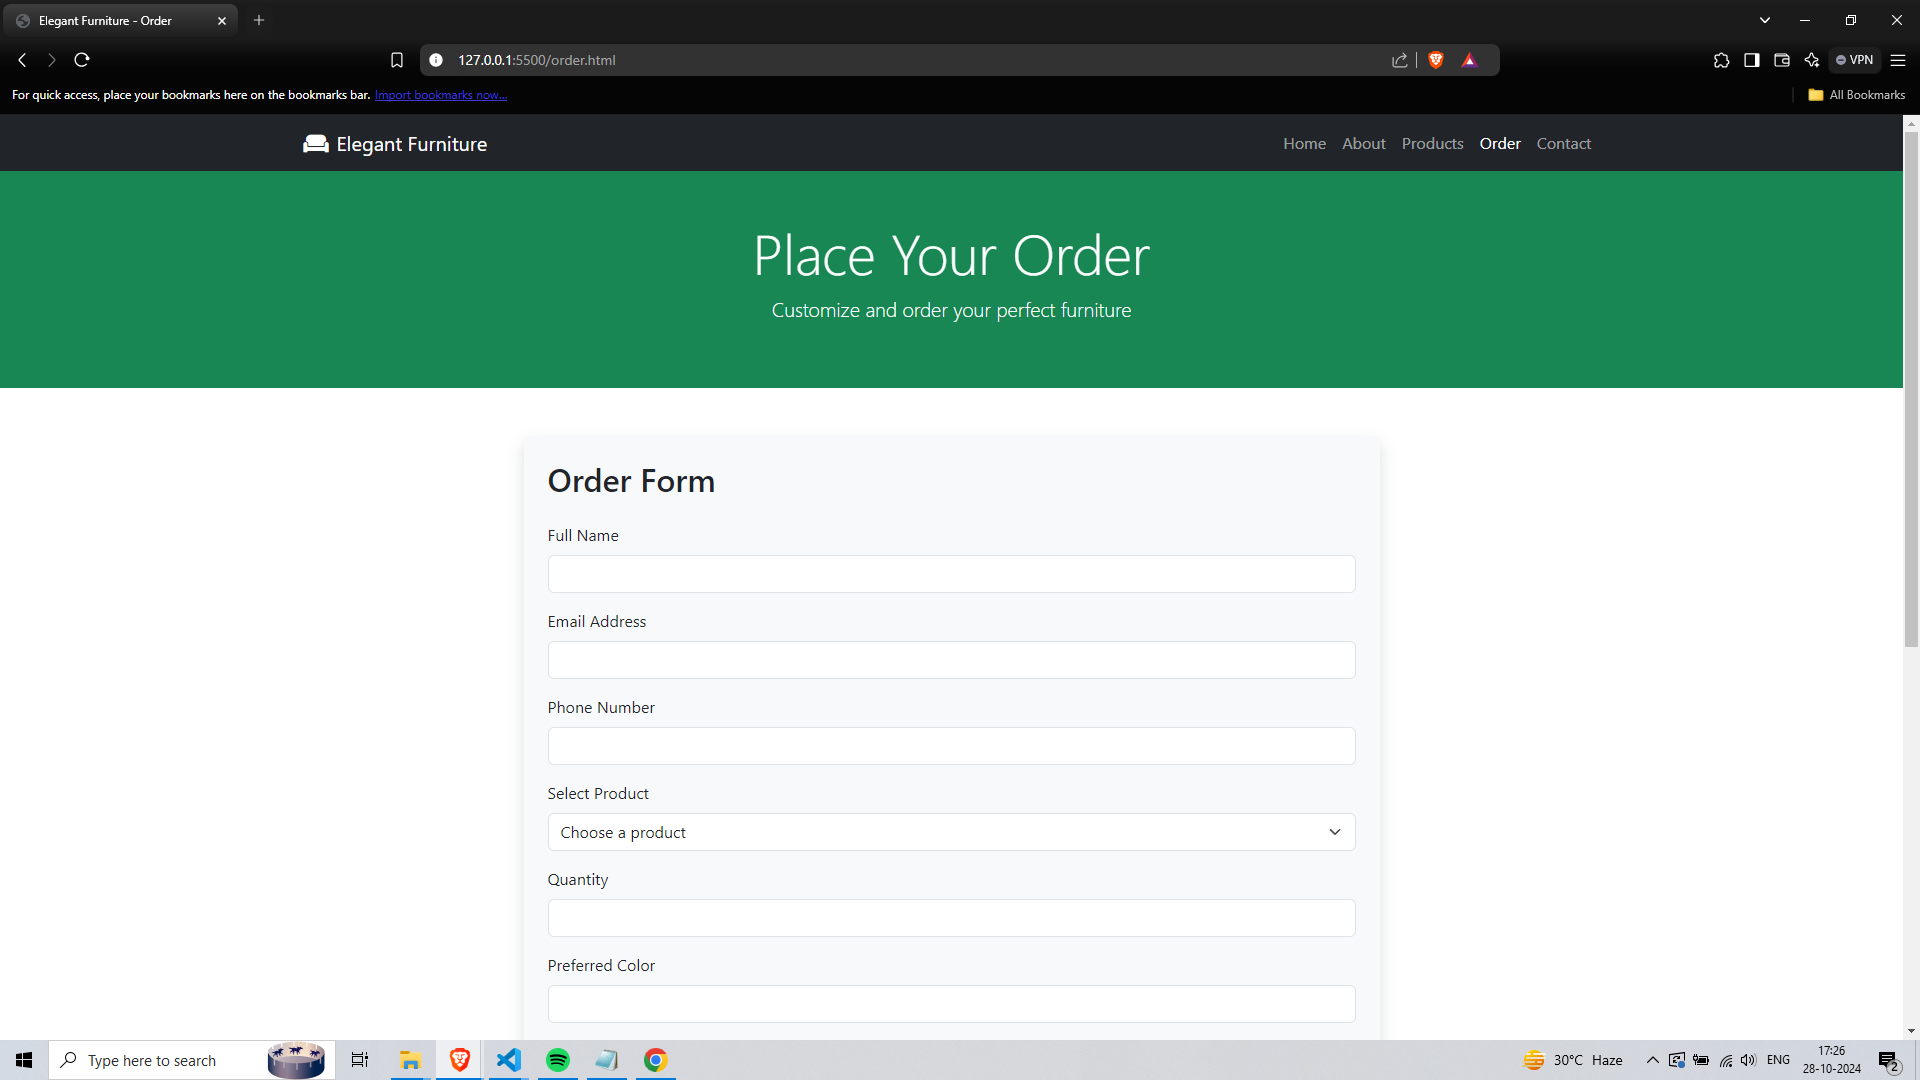 Elegant Furniture - Order
127.0.0.1:5500/order.html
VPN
For quick access, place your bookmarks here on the bookmarks bar. Import bookmarks now...
All Bookmarks
Elegant Furniture
Home About Products Order Contact
Place Your Order
Customize and order your perfect furniture
Order Form
Full Name
Email Address
Phone Number
Select Product
Choose a product
Quantity
Preferred Color
Type here to search
30°C Haze
ENG
17:26
28-10-2024
2